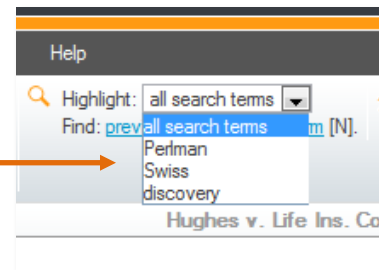 Help
Highlight: all search terms
Find: prev all search terms m [N].
Perlman
Swiss
discovery
Hughes v. Life Ins. Co